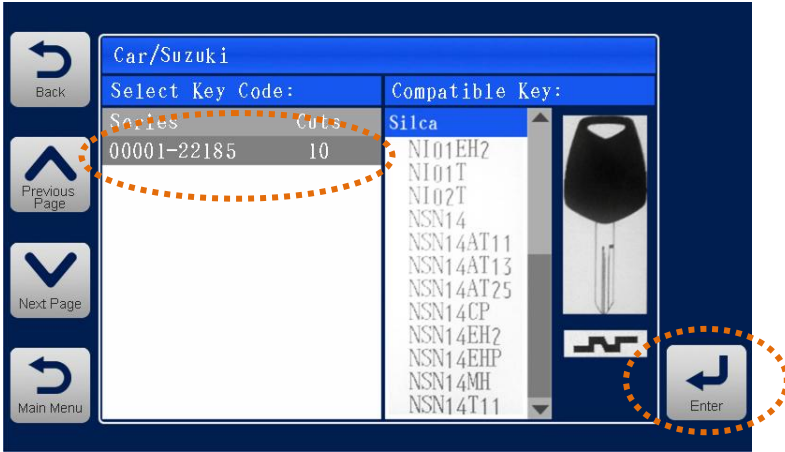 Back
Previous
Page
Next Page
Main Menu
Car/Suzuki
Select Key Code:
Series Cuts
00001-22185 10
Compatible Key:
Silca
NI01EH2
NI01T
NI02T
NSN14
NSN14AT11
NSN14AT13
NSN14AT25
NSN14CP
NSN14EH2
NSN14EHP
NSN14MH
NSN14T11
Enter